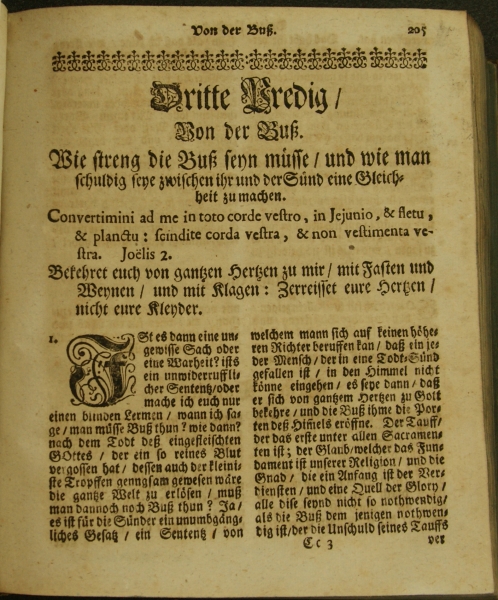 Von der Buß.
205
Dritte Predig /
Von der Buß.
Wie streng die Buß seyn müsse / und wie man
schuldig seye zwischen ihr und der Sünd eine Gleich-
heit zu machen.
Convertimini ad me in toto corde vestro, in Jejunio, & fletu,
& planctu: scindite corda vestra, & non vestimenta ve-
stra. Joëlis 2.
Bekehret euch von gantzen Hertzen zu mir / mit Fasten und
Weynen / und mit Klagen: Zerreisset eure Hertzen /
nicht eure Kleyder.
1.
ISt es dann eine un-
gewisse Sach oder
eine Warheit? ists
ein unwiderruffli-
cher Sententz/oder
mache ich euch nur
einen blinden Lermen / wann ich sa-
ge / man müsse Buß thun? wie dann?
nach dem Todt deß eingefleischten
GOttes / der ein so reines Blut
vergossen hat / dessen auch der kleini-
ste Tropffen genugsam gewesen wäre
die gantze Welt zu erlösen / muß
man dannoch noch Buß thun? Ja /
es ist für die Sünder ein unumbgäng-
liches Gesatz / ein Sententz / von
welchem mann sich auf keinen höhe-
ren Richter beruffen kan / daß ein je-
der Mensch / der in eine Todt-Sünd
gefallen ist / in den Himmel nicht
könne eingehen / es seye dann / daß
er sich von gantzem Hertzen zu Gott
bekehre / und die Buß ihme die Por-
ten deß Him̃els eröffne. Der Tauff /
der das erste unter allen Sacramen-
ten ist; der Glaub/welcher das Fun-
dament ist unserer Religion / und die
Gnad / die ein Anfang ist der Ver-
diensten / und eine Quell der Glory /
alle dise seynd nicht so nothwendig /
als die Buß dem jenigen nothwen-
dig ist/der die Unschuld seines Tauffs
Cc 3
ver